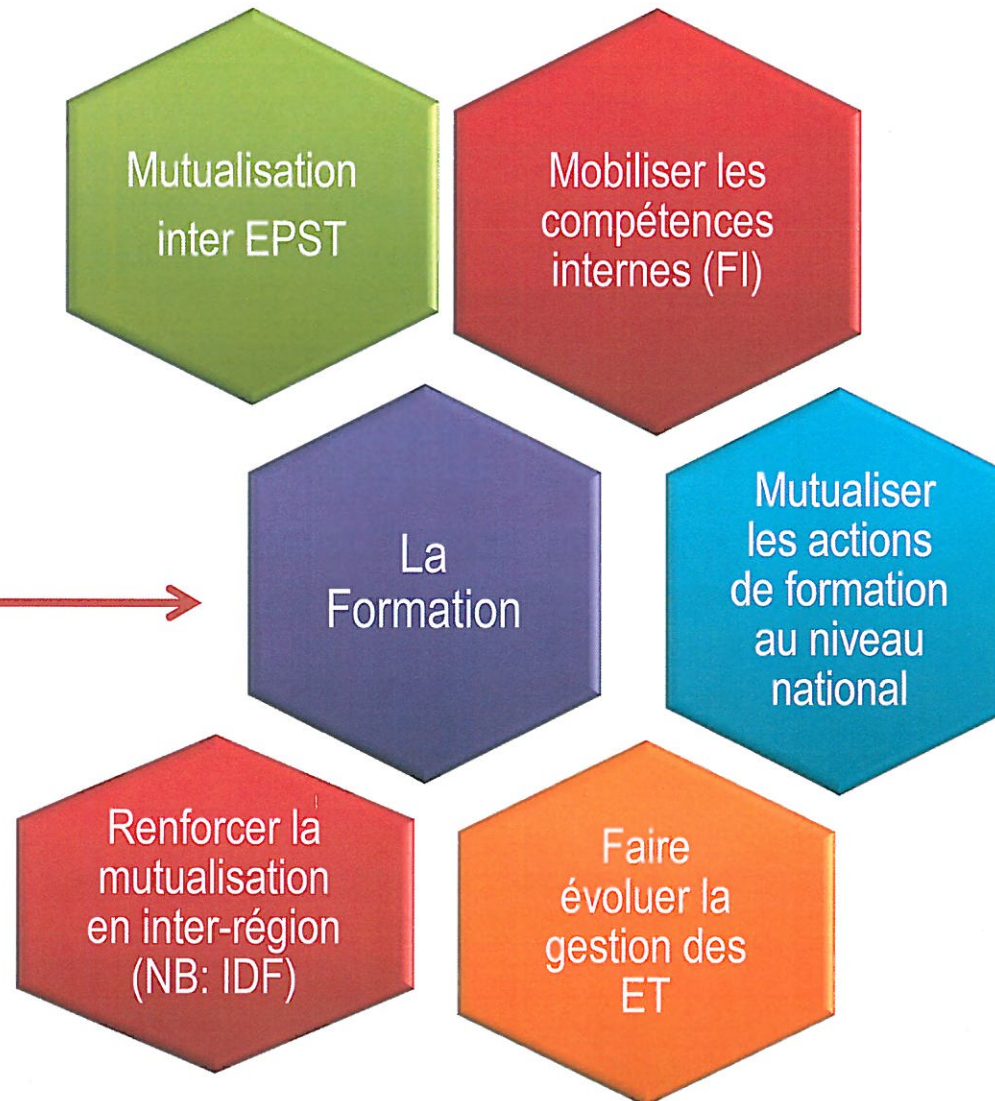 Mutualisation
inter EPST
Mobiliser les
compétences
internes (FI)
La
Formation
Mutualiser
les actions
de formation
au niveau
national
Renforcer la
mutualisation
en inter-région
(NB: IDF)
Faire
évoluer la
gestion des
ET